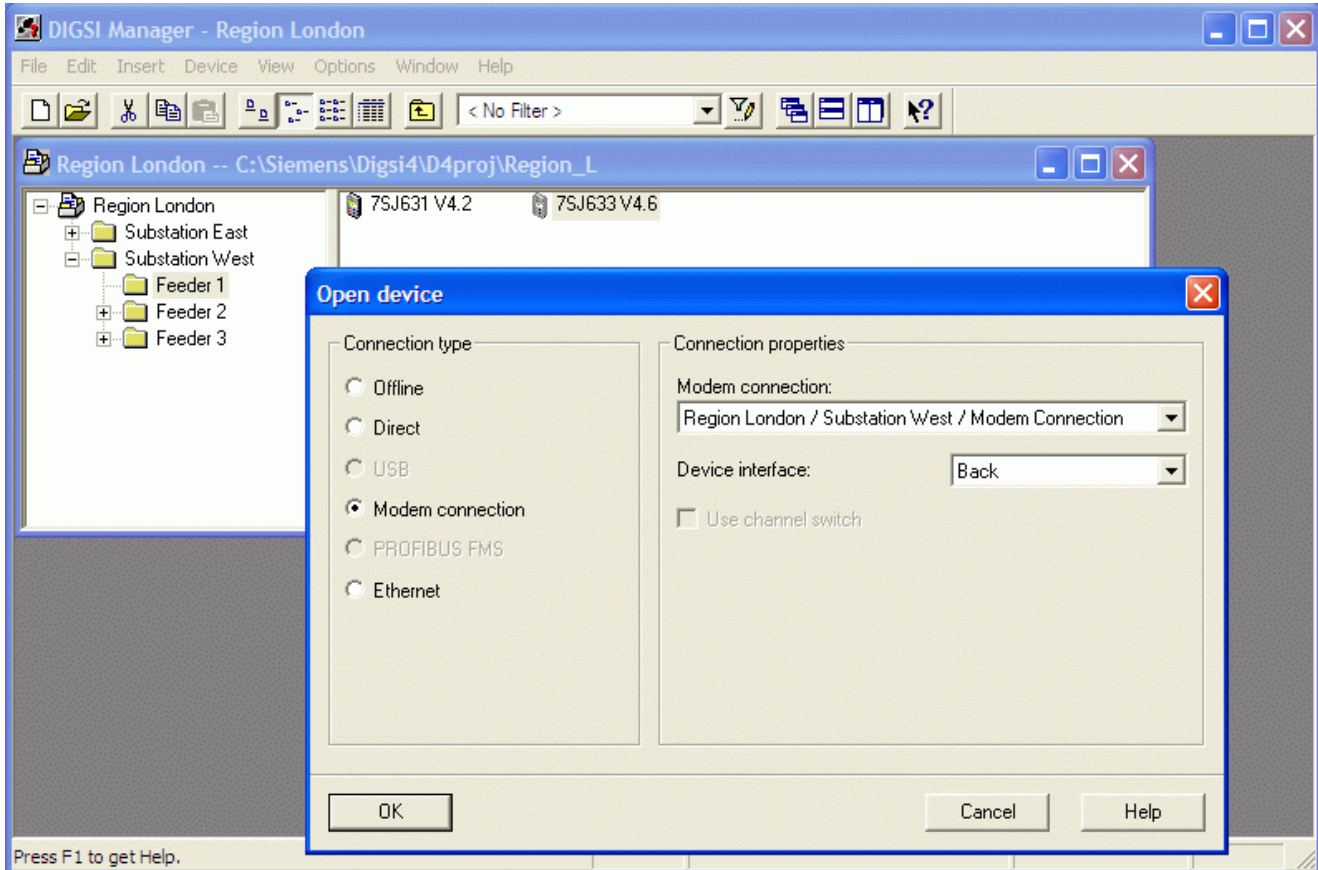 DIGSI Manager - Region London
File Edit Insert Device View Options Window Help
< No Filter >
Region London -- C:\Siemens\Digsi4\D4proj\Region_L
Region London
Substation East
Substation West
Feeder 1
Feeder 2
Feeder 3
7SJ631 V4.2 7SJ633 V4.6
Open device
Connection type
Offline
Direct
USB
Modem connection
PROFIBUS FMS
Ethernet
Connection properties
Modem connection:
Region London / Substation West / Modem Connection
Device interface: Back
Use channel switch
OK Cancel Help
Press F1 to get Help.